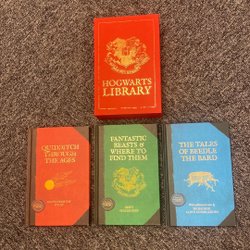 HOGWARTS
LIBRARY
QUIDDITCH
THROUGH
THE AGES
FANTASTIC
BEASTS &
WHERE TO
FIND THEM
THE TALES
OF BEEDLE
THE BARD